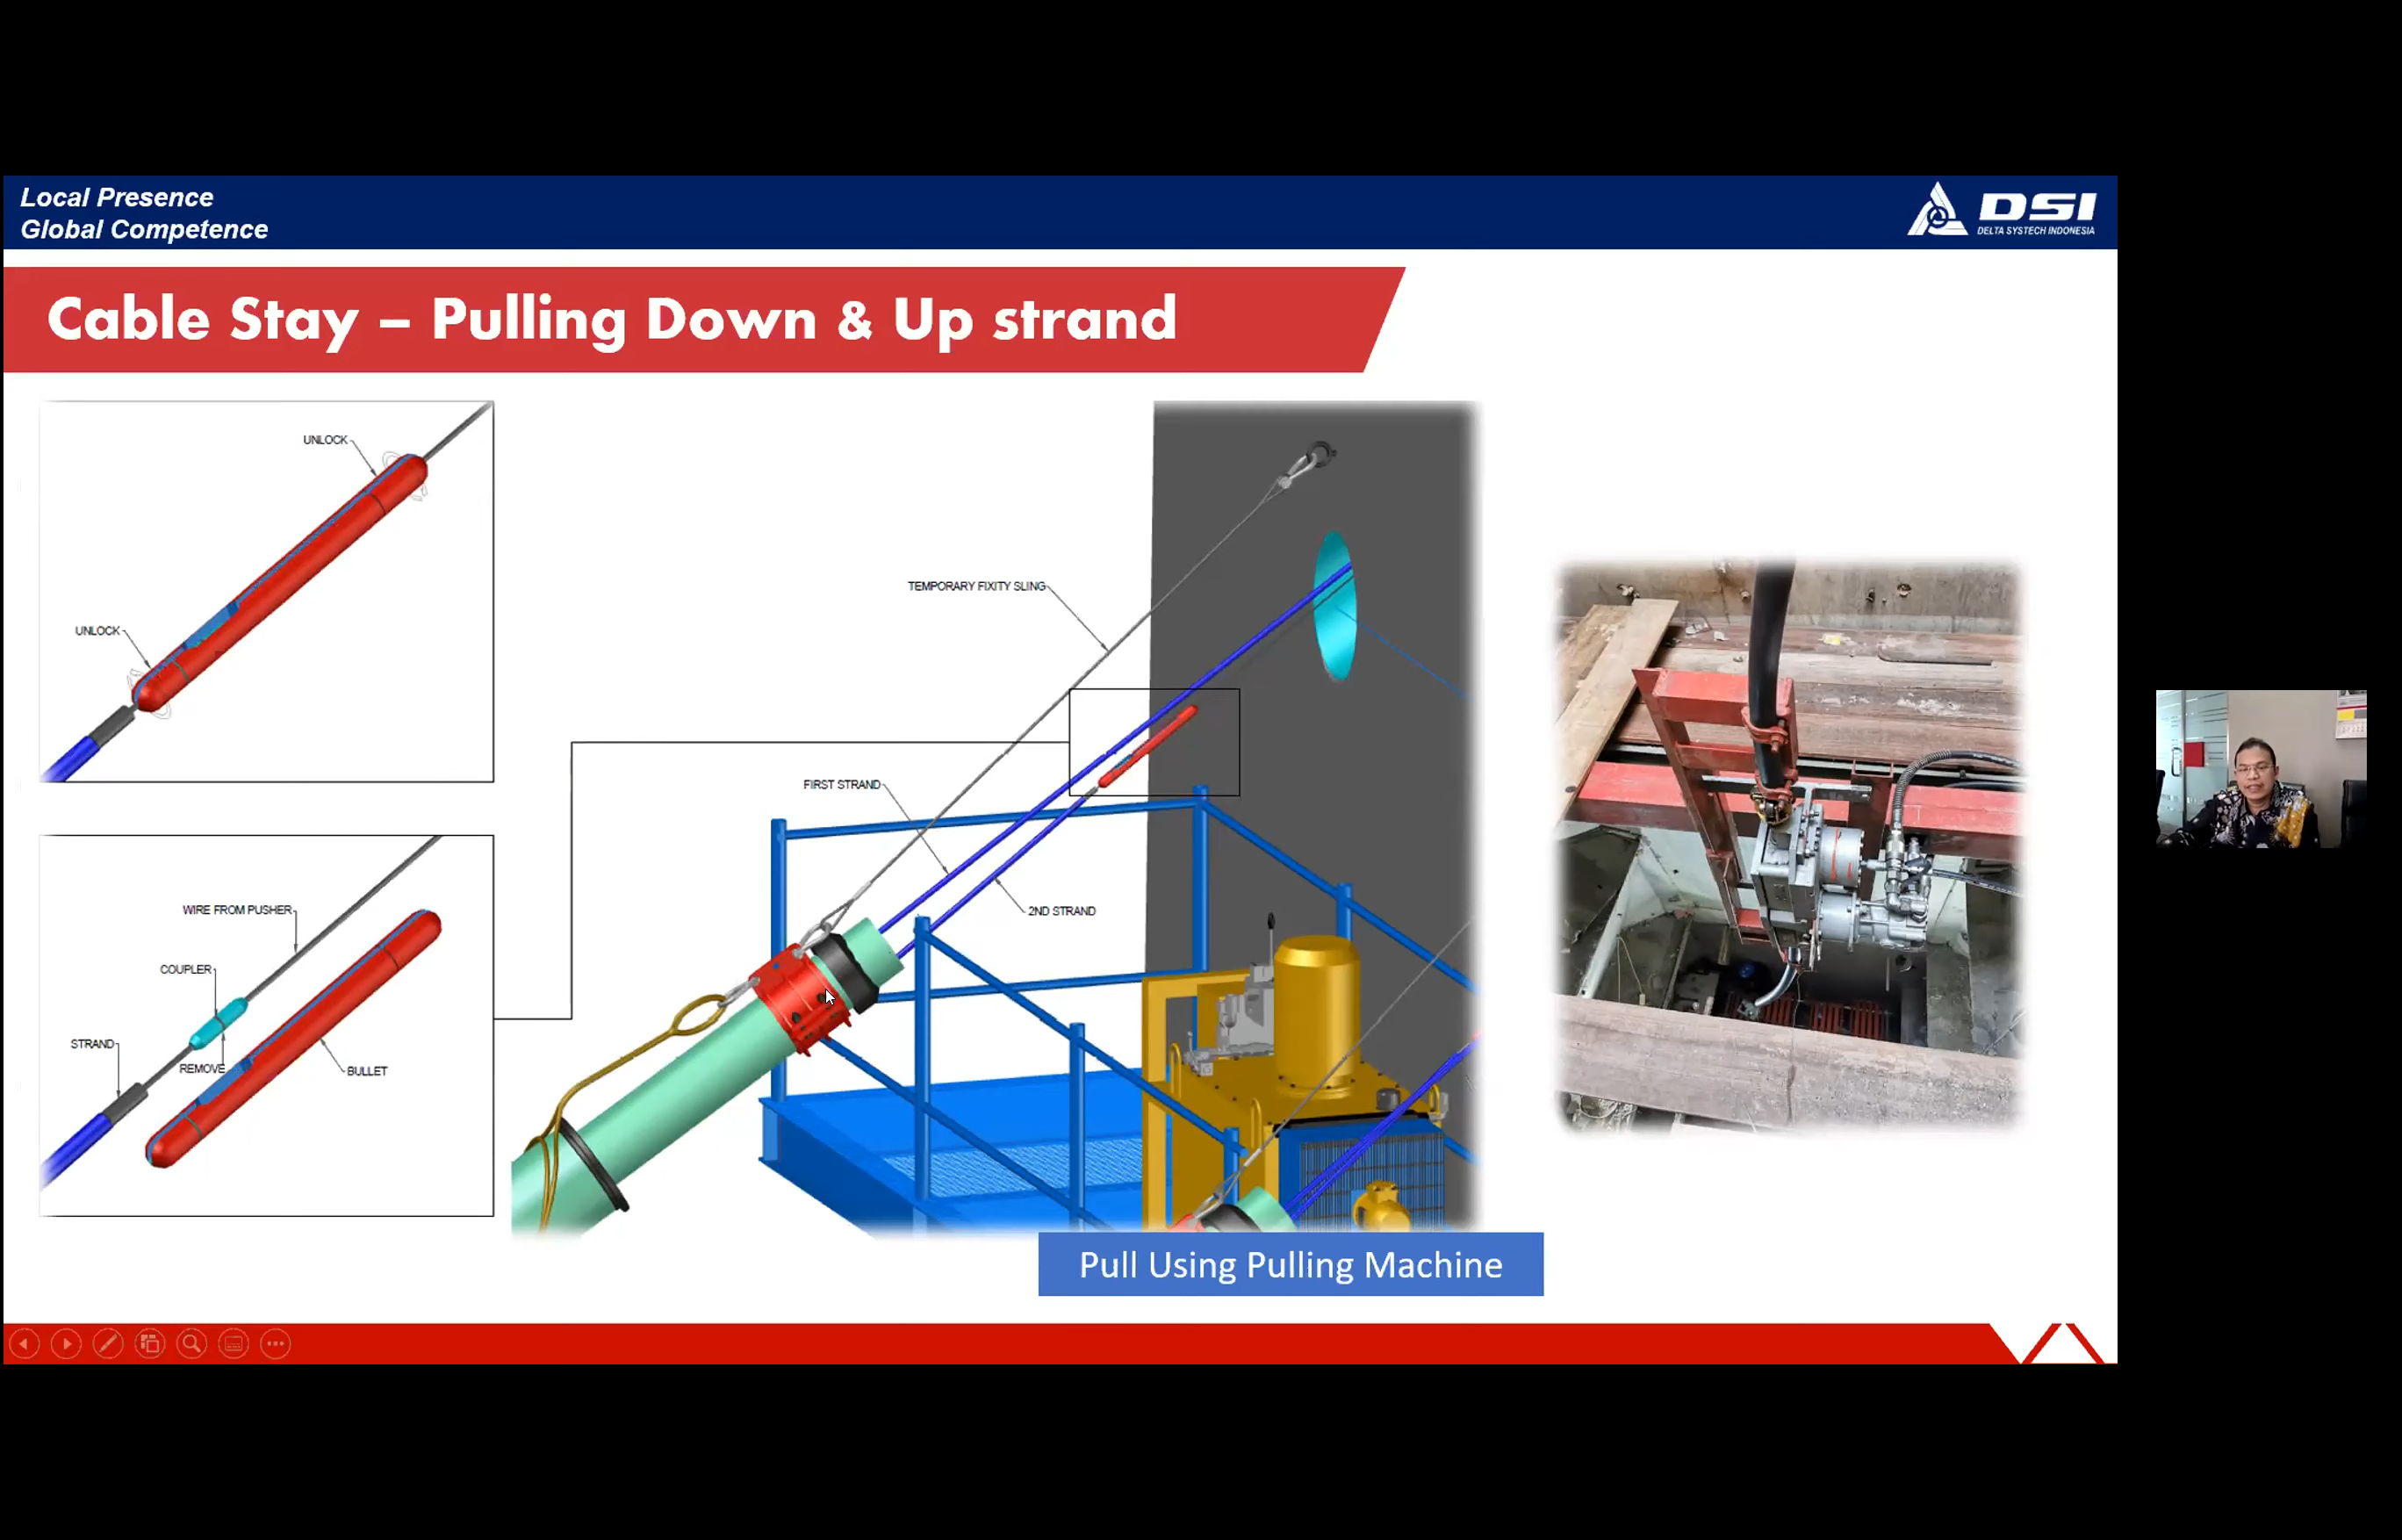 Local Presence
Global Competence
DSI
DELTA SYSTECH INDONESIA
Cable Stay – Pulling Down & Up strand
UNLOCK
UNLOCK
TEMPORARY FIXITY SLING
FIRST STRAND
2ND STRAND
WIRE FROM PUSHER
COUPLER
STRAND
REMOVE
BULLET
Pull Using Pulling Machine